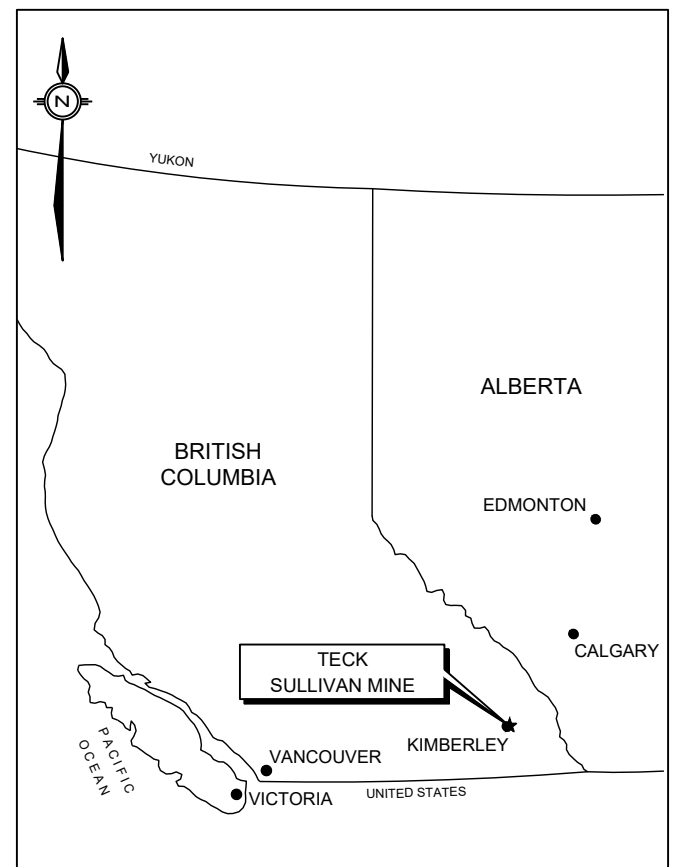 N
YUKON
ALBERTA
BRITISH
COLUMBIA
EDMONTON
CALGARY
TECK
SULLIVAN MINE
KIMBERLEY
VANCOUVER
PACIFIC
OCEAN
VICTORIA
UNITED STATES